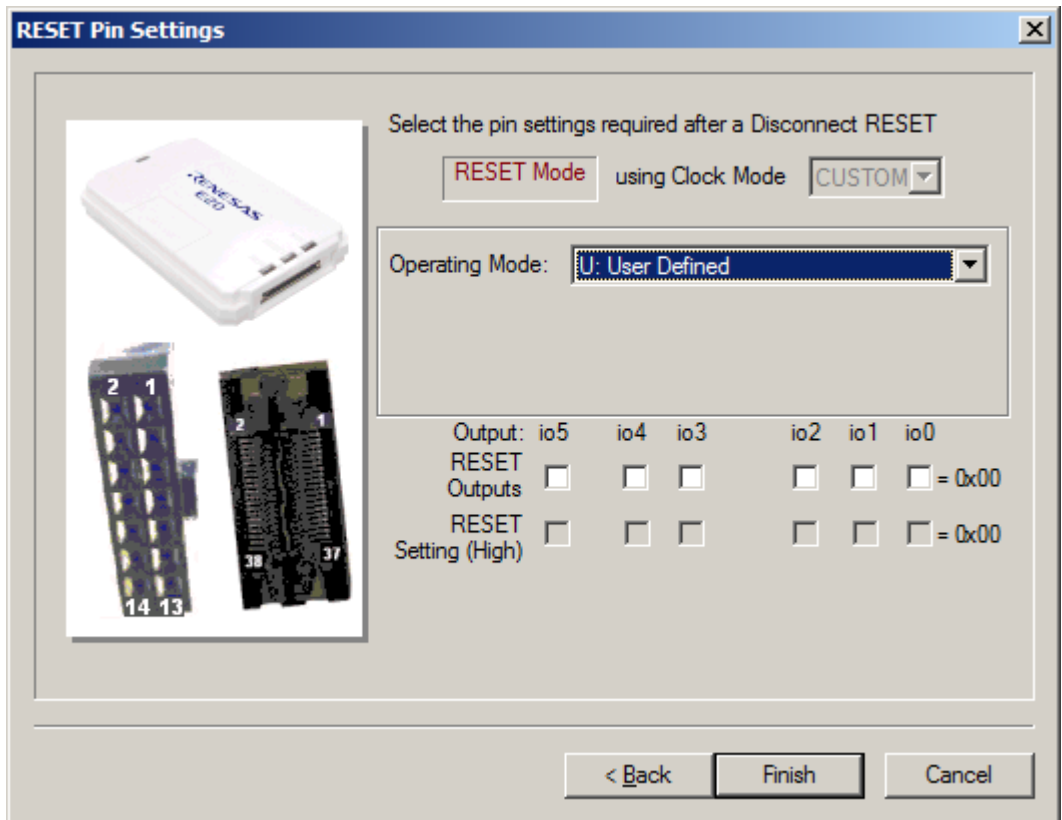 RESET Pin Settings
RENESAS
E20
2 1
14 13
2 1
38 37
Select the pin settings required after a Disconnect RESET
RESET Mode using Clock Mode CUSTOM
Operating Mode: U: User Defined
Output: io5 io4 io3 io2 io1 io0
RESET
Outputs = 0x00
RESET
Setting (High) = 0x00
< Back Finish Cancel